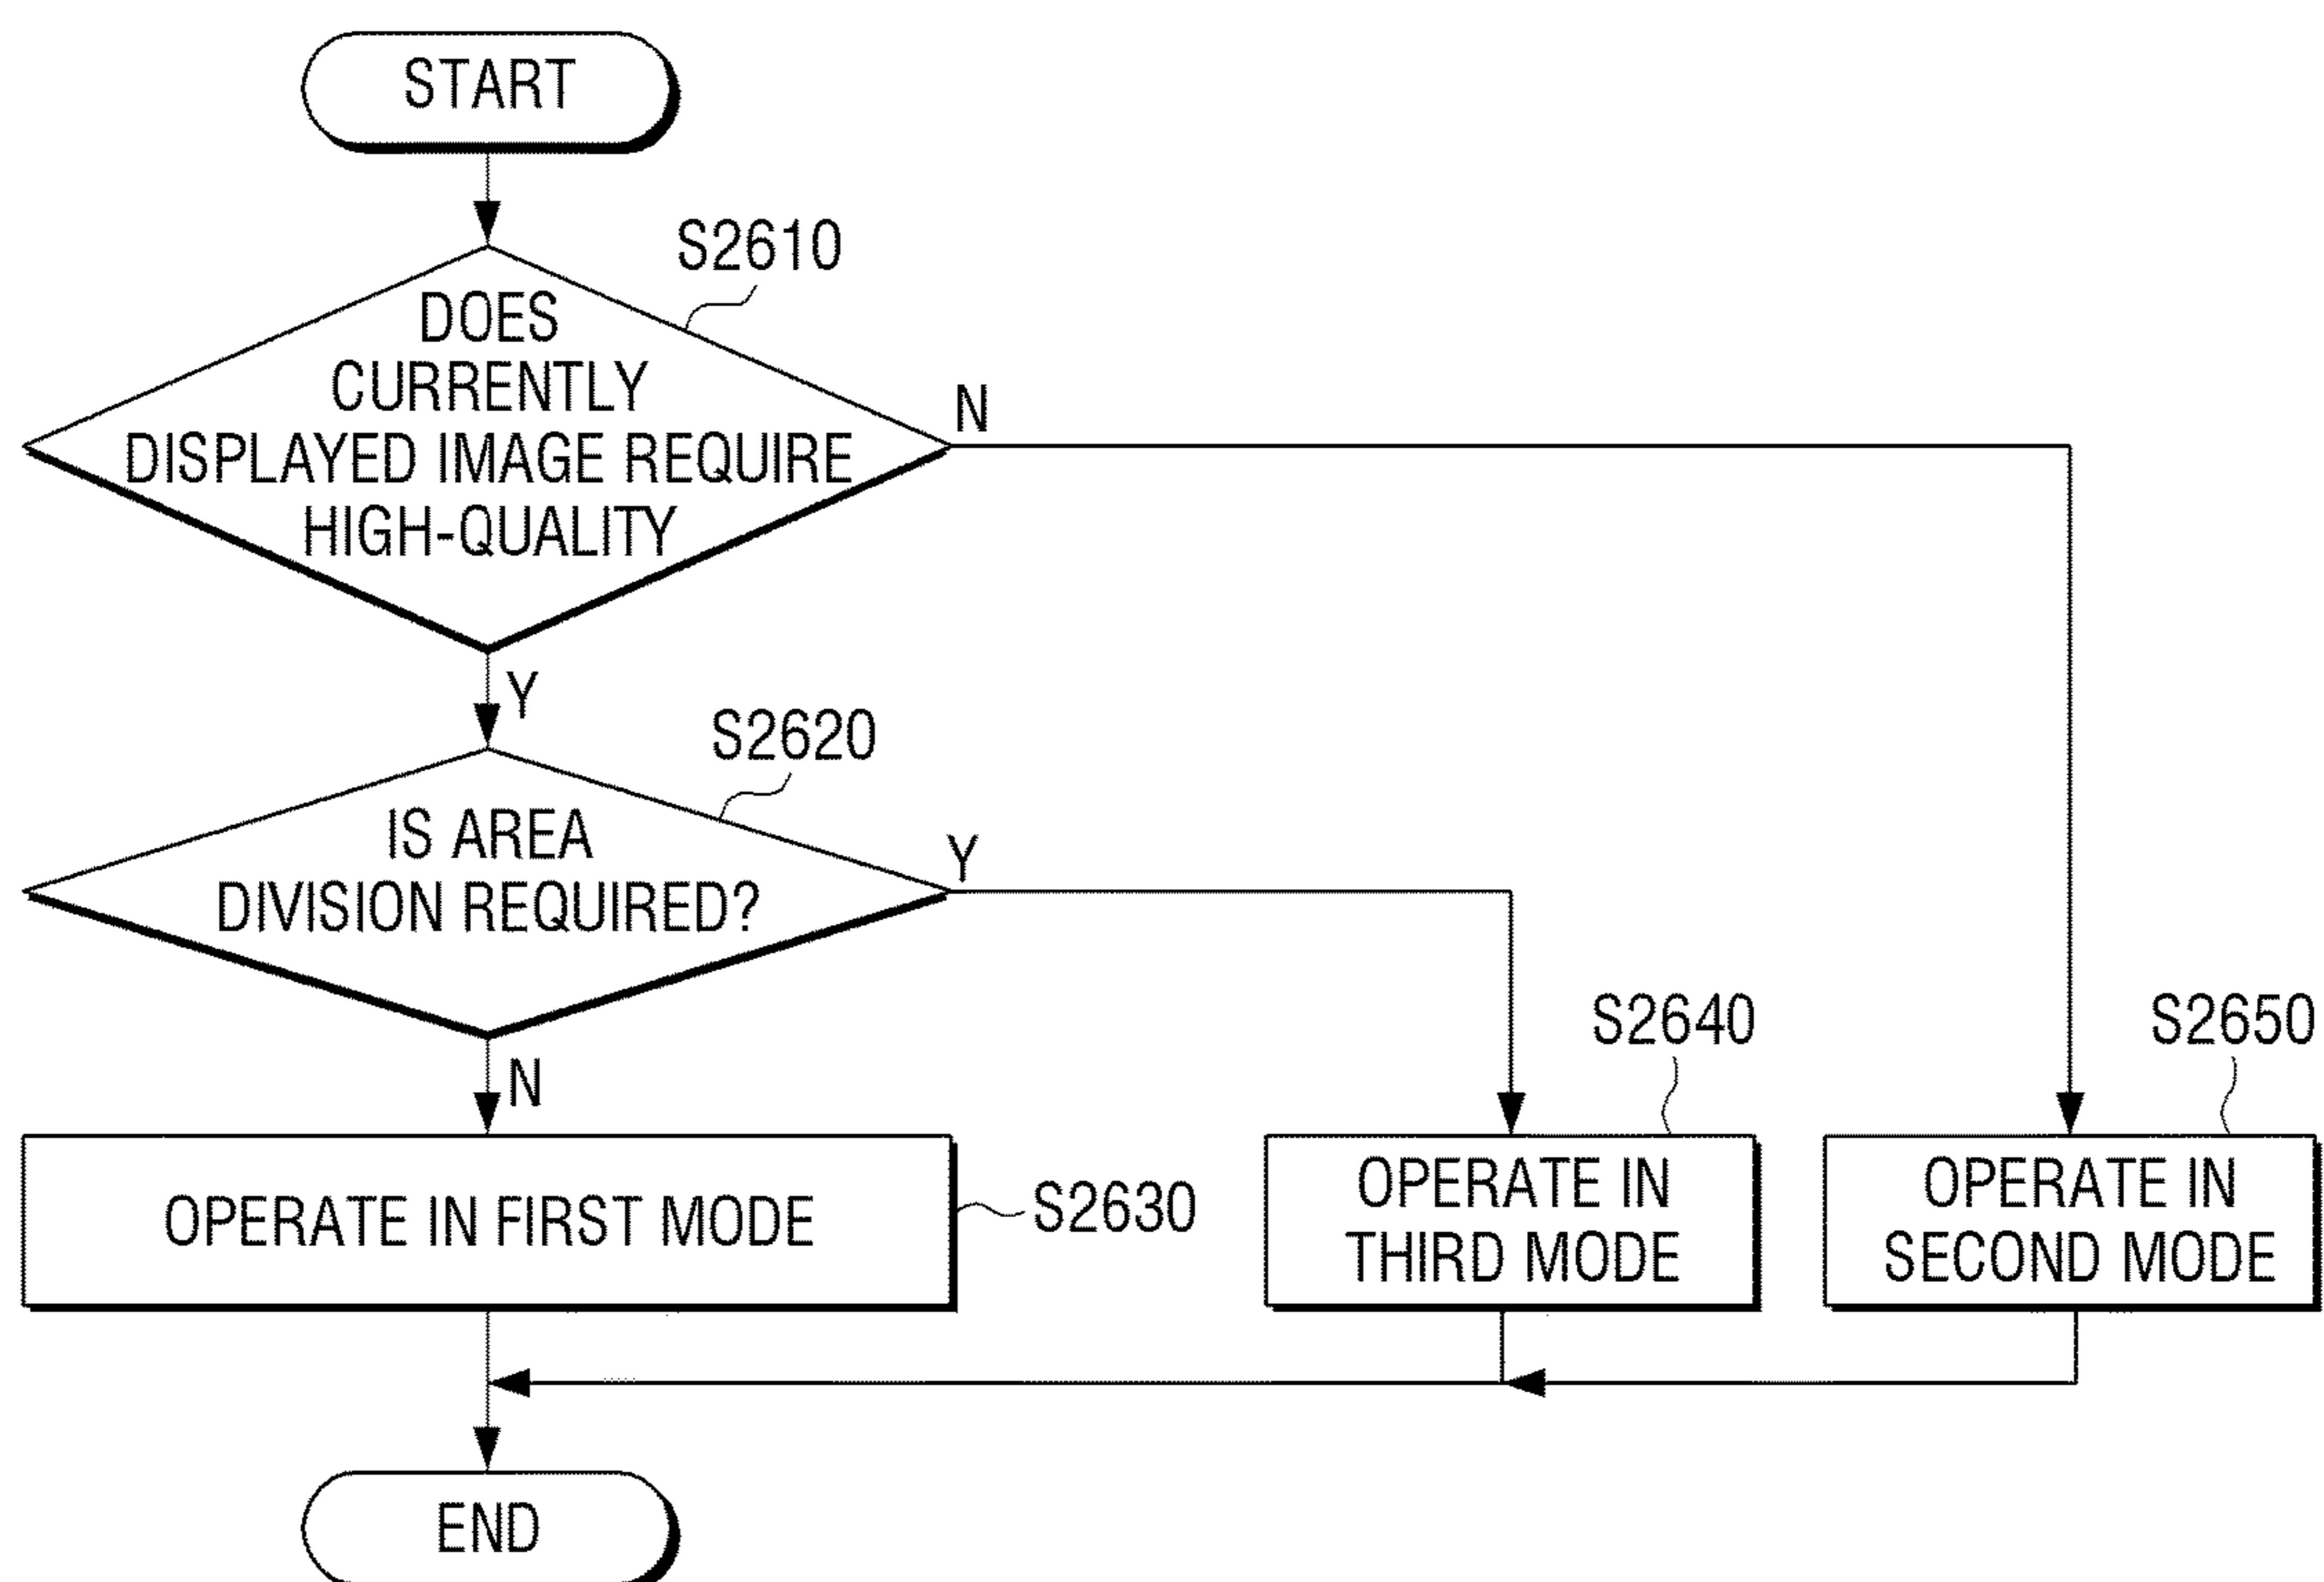 START
S2610
DOES
CURRENTLY
DISPLAYED IMAGE REQUIRE
HIGH-QUALITY
N
Y
S2620
IS AREA
DIVISION REQUIRED?
Y
N
S2640
S2650
OPERATE IN FIRST MODE
S2630
OPERATE IN
THIRD MODE
OPERATE IN
SECOND MODE
END